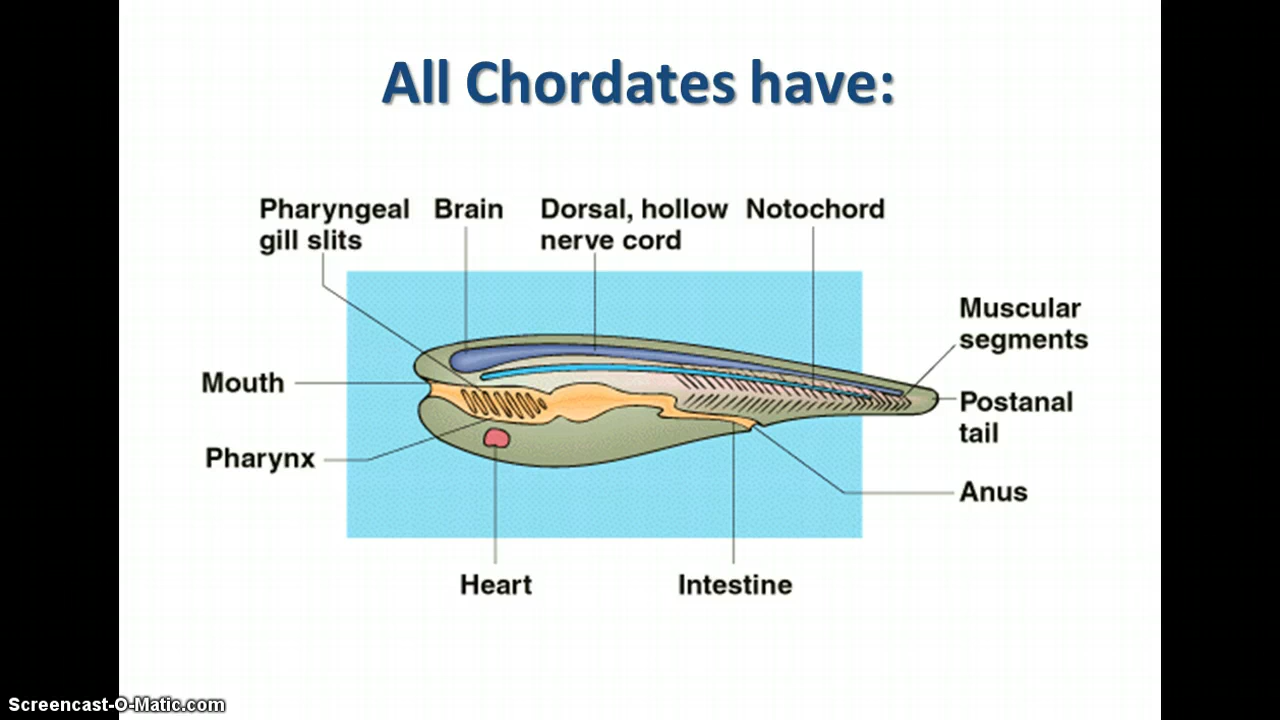 All Chordates have:
Pharyngeal gill slits
Brain
Dorsal, hollow nerve cord
Notochord
Muscular segments
Mouth
Postanal tail
Pharynx
Anus
Heart
Intestine
Screencast-O-Matic.com